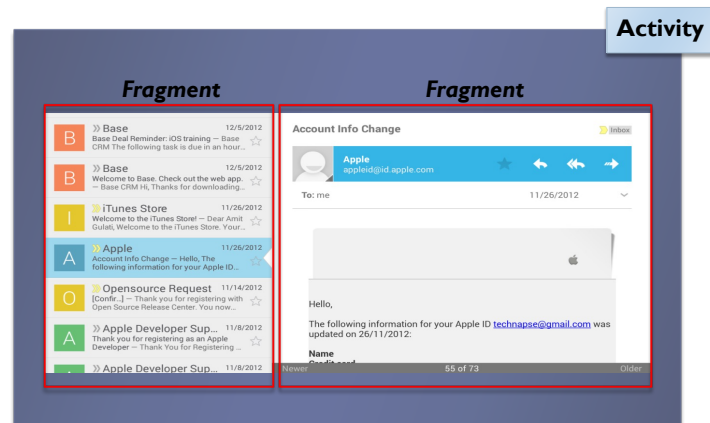 Activity
Fragment
Fragment
B
Base
12/5/2012
Base Deal Reminder: iOS training — Base
CRM The following task is due in an hour...
B
Base
12/5/2012
Welcome to Base. Check out the web app.
— Base CRM Hi, Thanks for downloading...
I
iTunes Store
11/26/2012
Welcome to the iTunes Store! — Dear Amit
Gulati, Welcome to the iTunes Store. Your...
A
Apple
11/26/2012
Account Info Change — Hello, The
following information for your Apple ID...
O
Opensource Request
11/14/2012
[Confir...] — Thank you for registering with
Open Source Release Center. You now...
A
Apple Developer Sup...
11/8/2012
Thank you for registering as an Apple
Developer — Thank You for Registering ...
Apple Developer Sup...
11/8/2012
Account Info Change
Inbox
Apple
appleid@id.apple.com
To: me
11/26/2012
Hello,
The following information for your Apple ID technapse@gmail.com was
updated on 26/11/2012:
Name
Credit card
Newer
55 of 73
Older